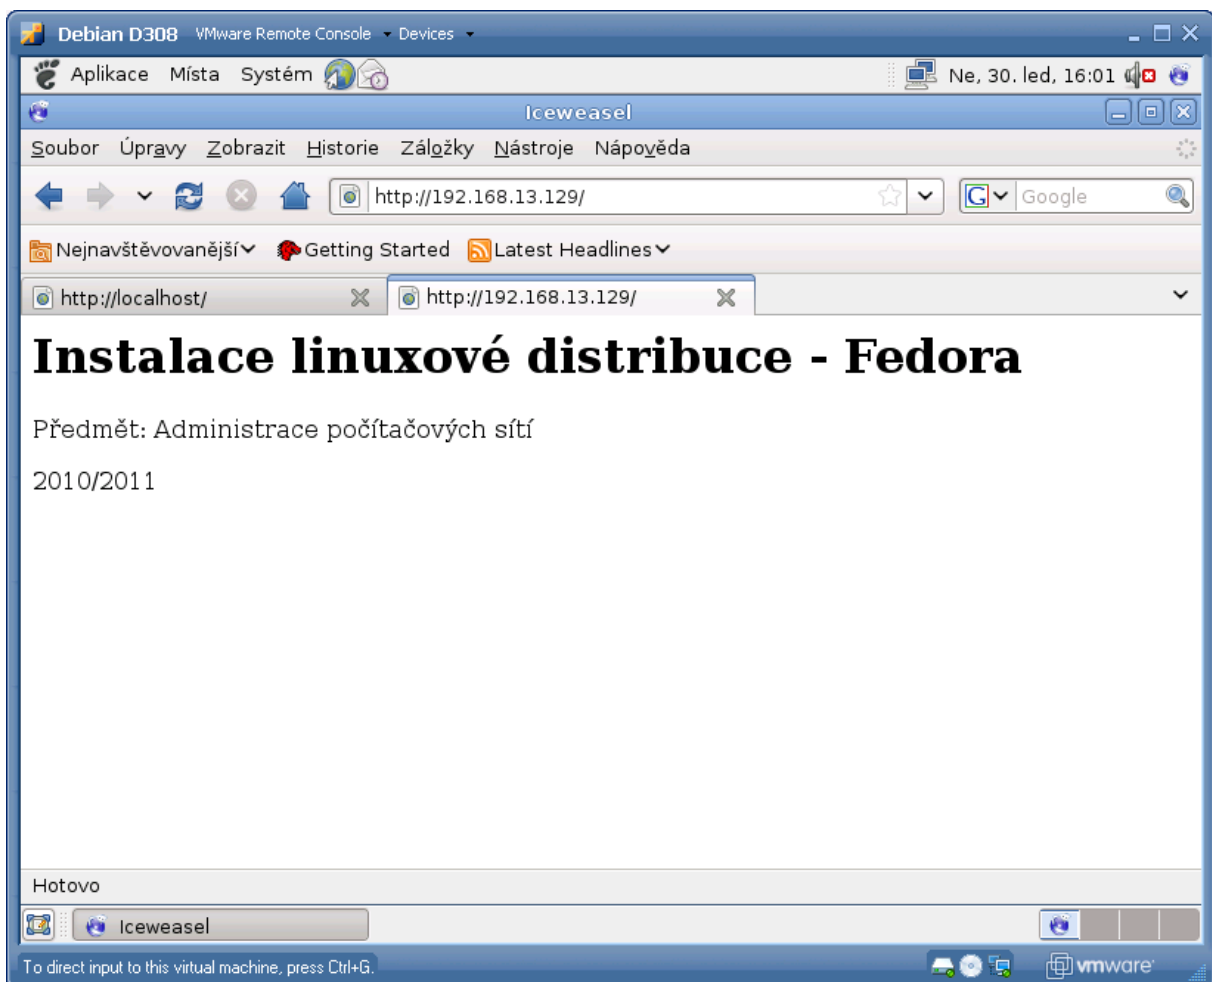 Debian D308 VMware Remote Console Devices
Aplikace Místa Systém Ne, 30. led, 16:01
Iceweasel
Soubor Úpravy Zobrazit Historie Záložky Nástroje Nápověda
http://192.168.13.129/ G Google
Nejnavštěvovanější Getting Started Latest Headlines
http://localhost/ http://192.168.13.129/
Instalace linuxové distribuce - Fedora
Předmět: Administrace počítačových sítí
2010/2011
Hotovo
Iceweasel
To direct input to this virtual machine, press Ctrl+G. vmware